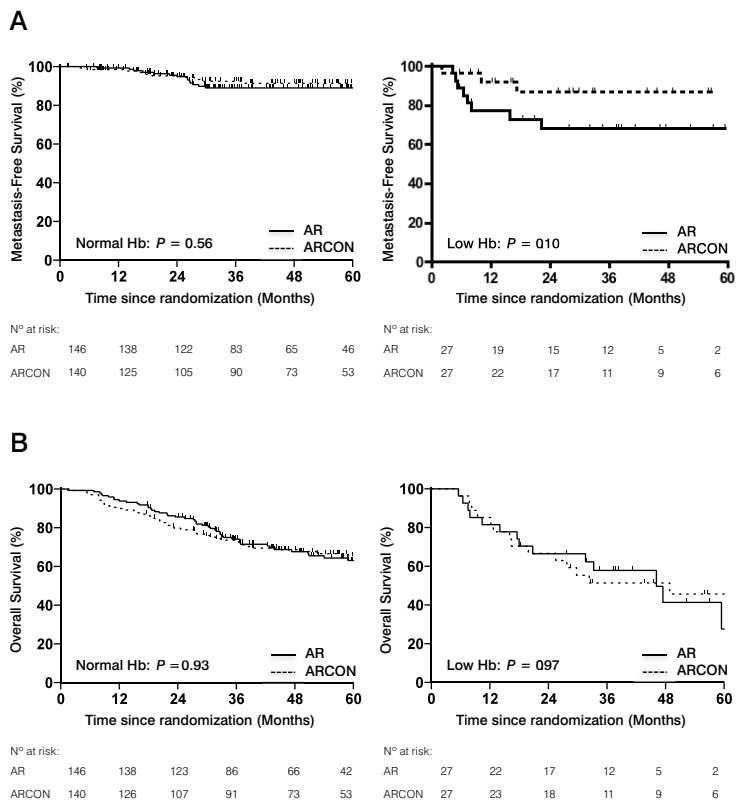 A
100
80
60
40
20
0
Metastasis-Free Survival (%)
Normal Hb: P = 0.56
AR
ARCON
0 12 24 36 48 60
Time since randomization (Months)
Nº at risk:
AR 146 138 122 83 65 46
ARCON 140 125 105 90 73 53
100
80
60
40
20
0
Metastasis-Free Survival (%)
Low Hb: P = 010
AR
ARCON
0 12 24 36 48 60
Time since randomization (Months)
Nº at risk:
AR 27 19 15 12 5 2
ARCON 27 22 17 11 9 6
B
100
80
60
40
20
0
Overall Survival (%)
Normal Hb: P = 0.93
AR
ARCON
0 12 24 36 48 60
Time since randomization (Months)
Nº at risk:
AR 146 138 123 86 66 42
ARCON 140 126 107 91 73 53
100
80
60
40
20
0
Overall Survival (%)
Low Hb: P = 097
AR
ARCON
0 12 24 36 48 60
Time since randomization (Months)
Nº at risk:
AR 27 22 17 12 5 2
ARCON 27 23 18 11 9 6